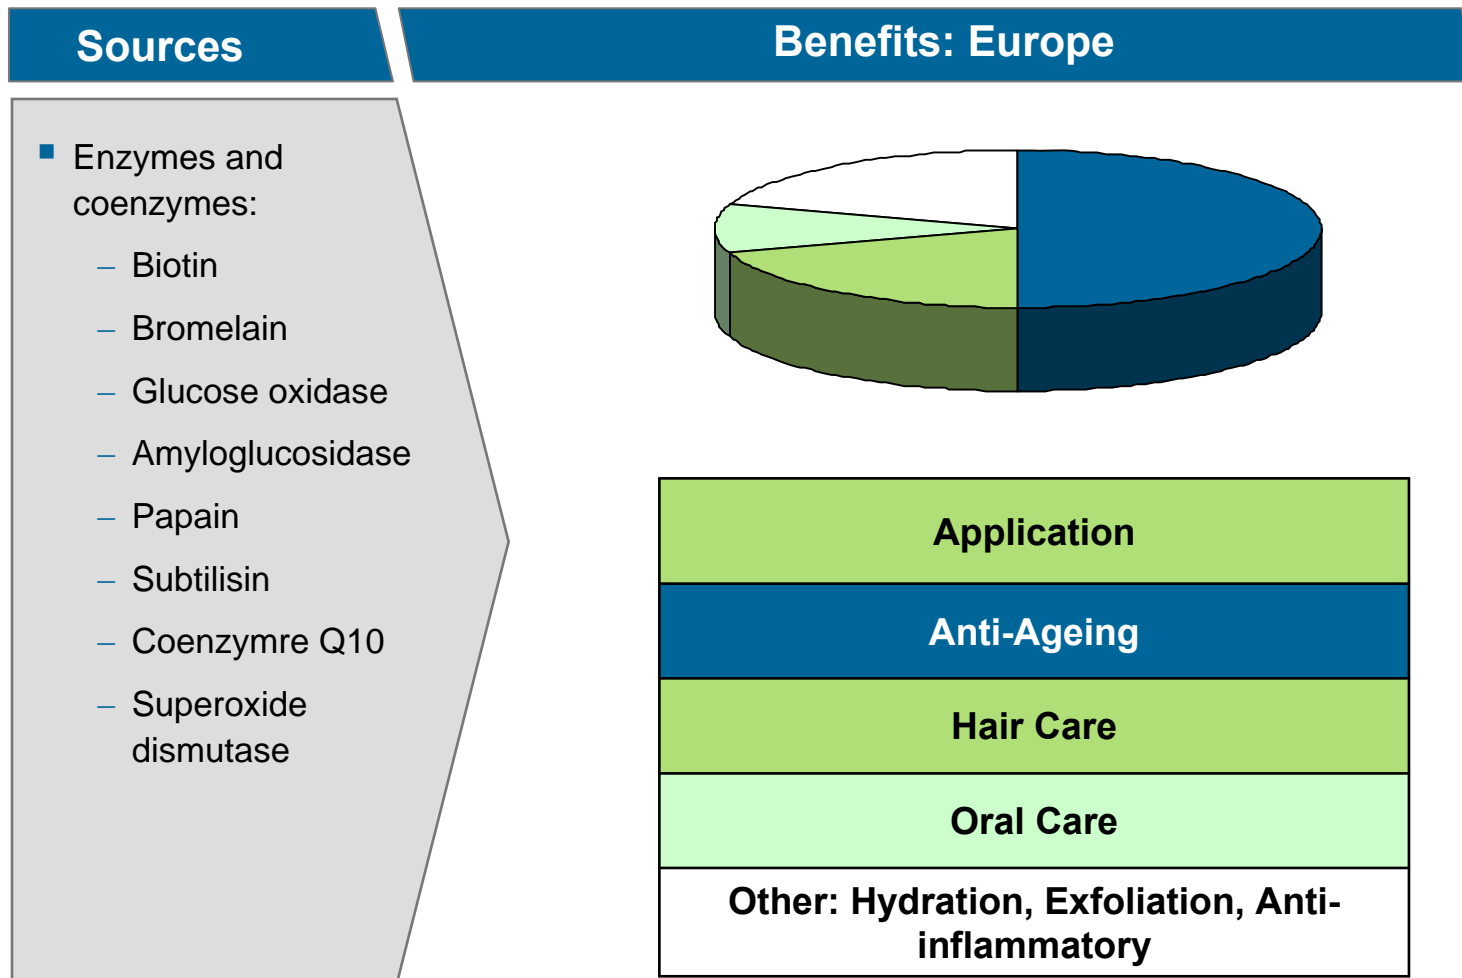 Sources
Benefits: Europe
Enzymes and
coenzymes:
– Biotin
– Bromelain
– Glucose oxidase
– Amyloglucosidase
– Papain
– Subtilisin
– Coenzymre Q10
– Superoxide
dismutase
Application
Anti-Ageing
Hair Care
Oral Care
Other: Hydration, Exfoliation, Anti-
inflammatory